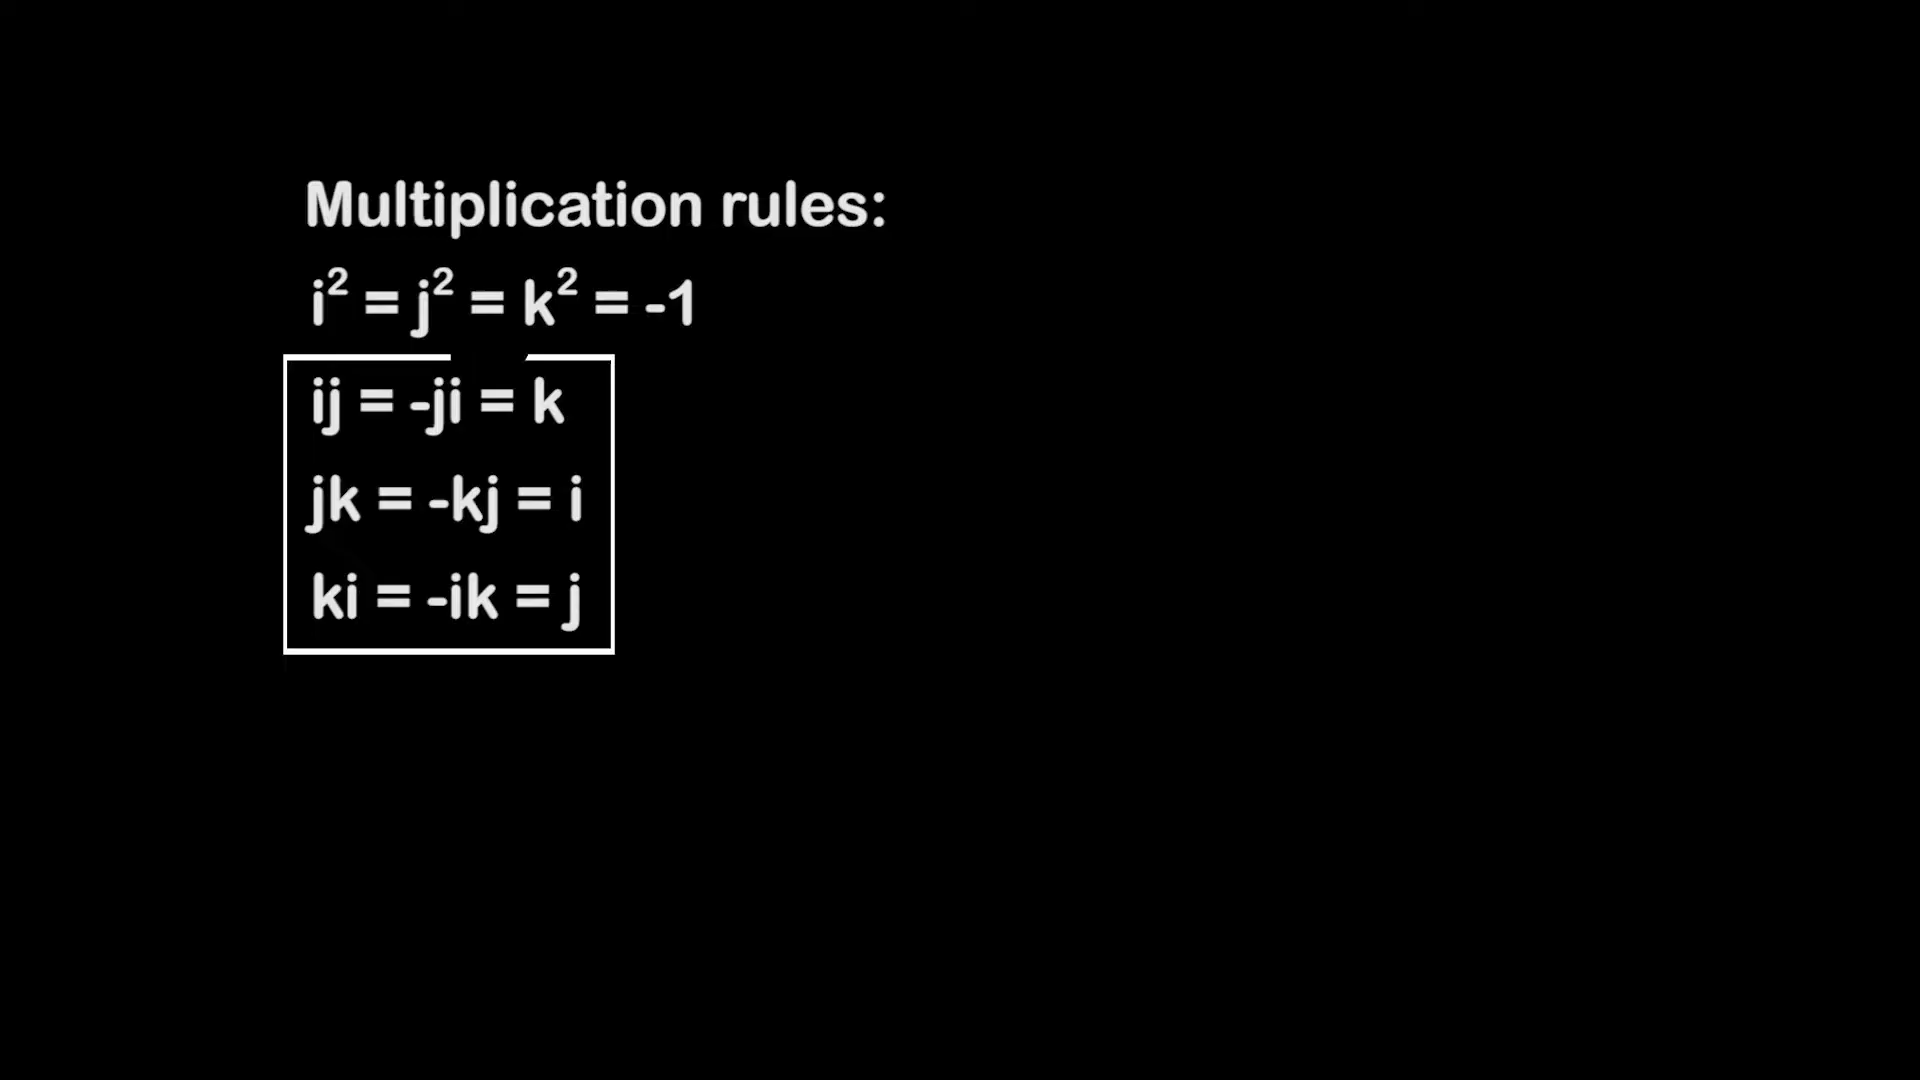 Multiplication rules:
i² = j² = k² = -1
ij = -ji = k
jk = -kj = i
ki = -ik = j